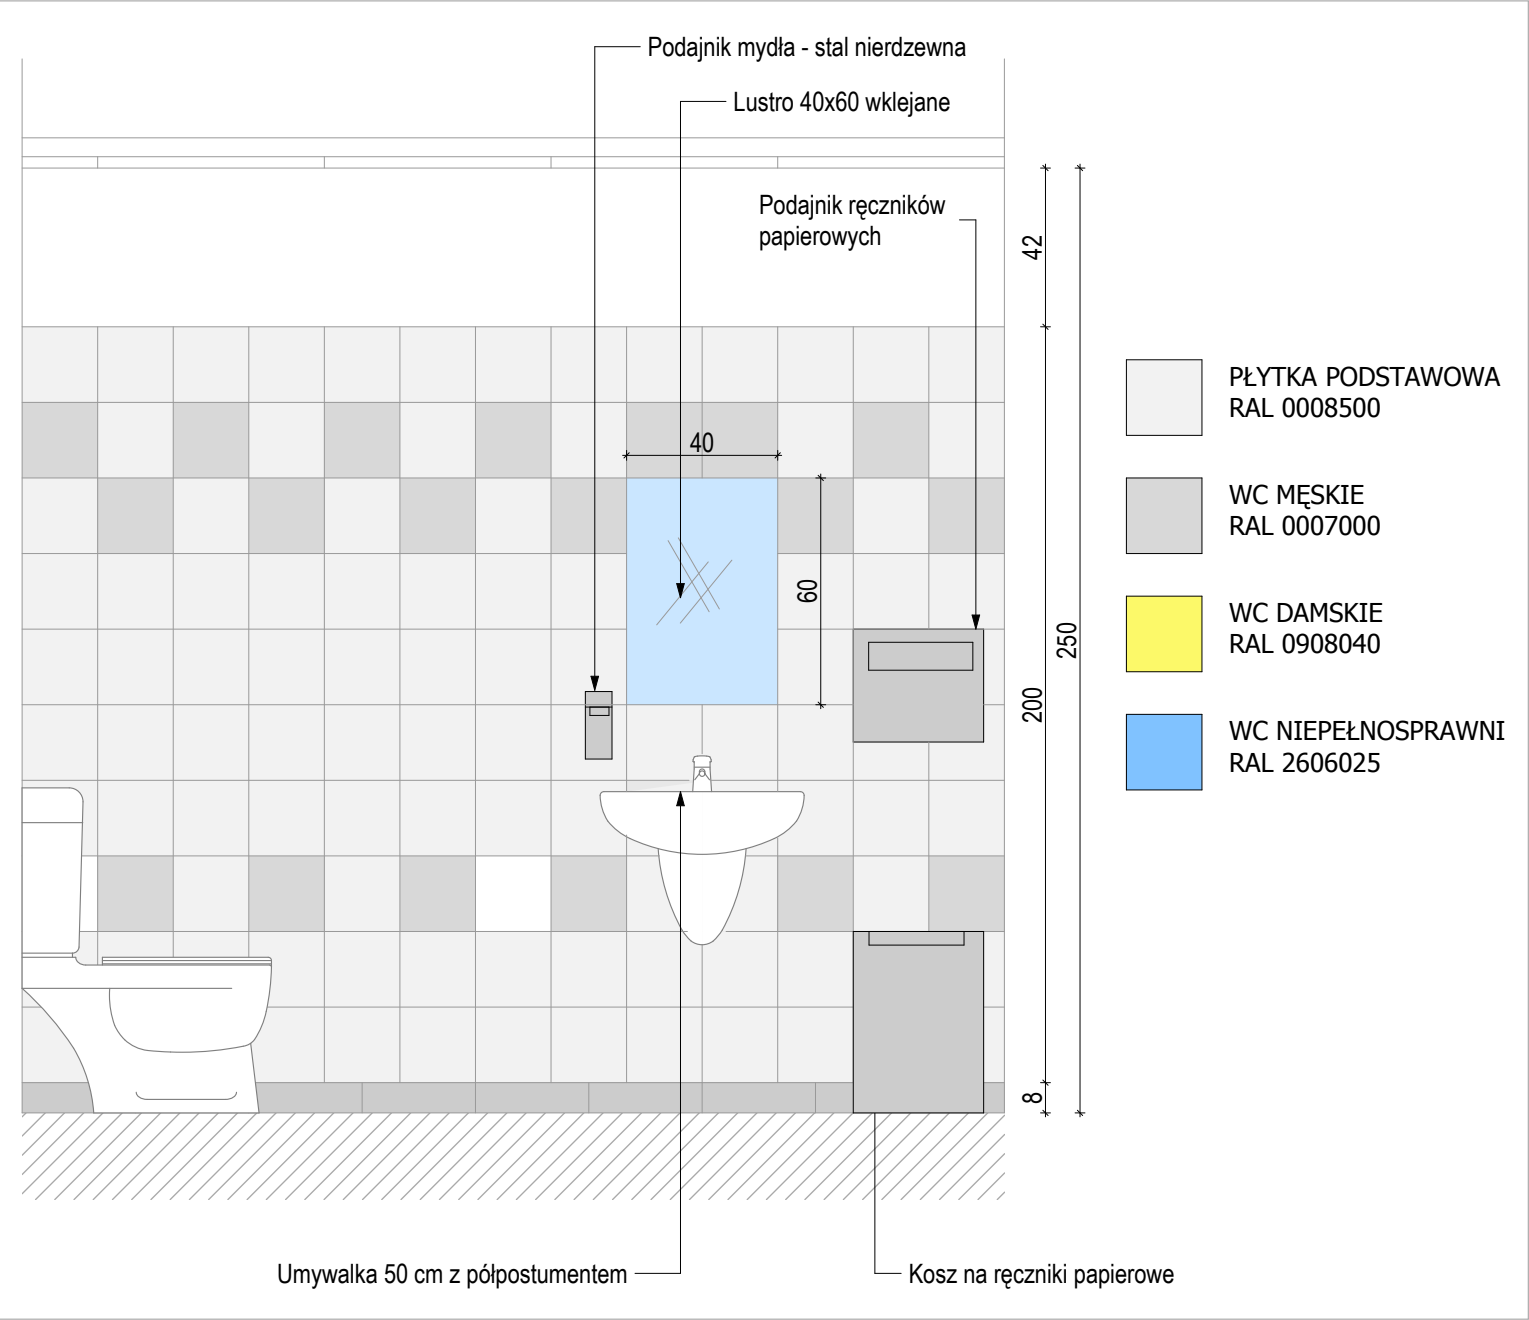 Podajnik mydła - stal nierdzewna
Lustro 40x60 wklejane
Podajnik ręczników
papierowych
42
40
60
250
200
8
PŁYTKA PODSTAWOWA
RAL 0008500
WC MĘSKIE
RAL 0007000
WC DAMSKIE
RAL 0908040
WC NIEPEŁNOSPRAWNI
RAL 2606025
Umywalka 50 cm z półpostumentem
Kosz na ręczniki papierowe